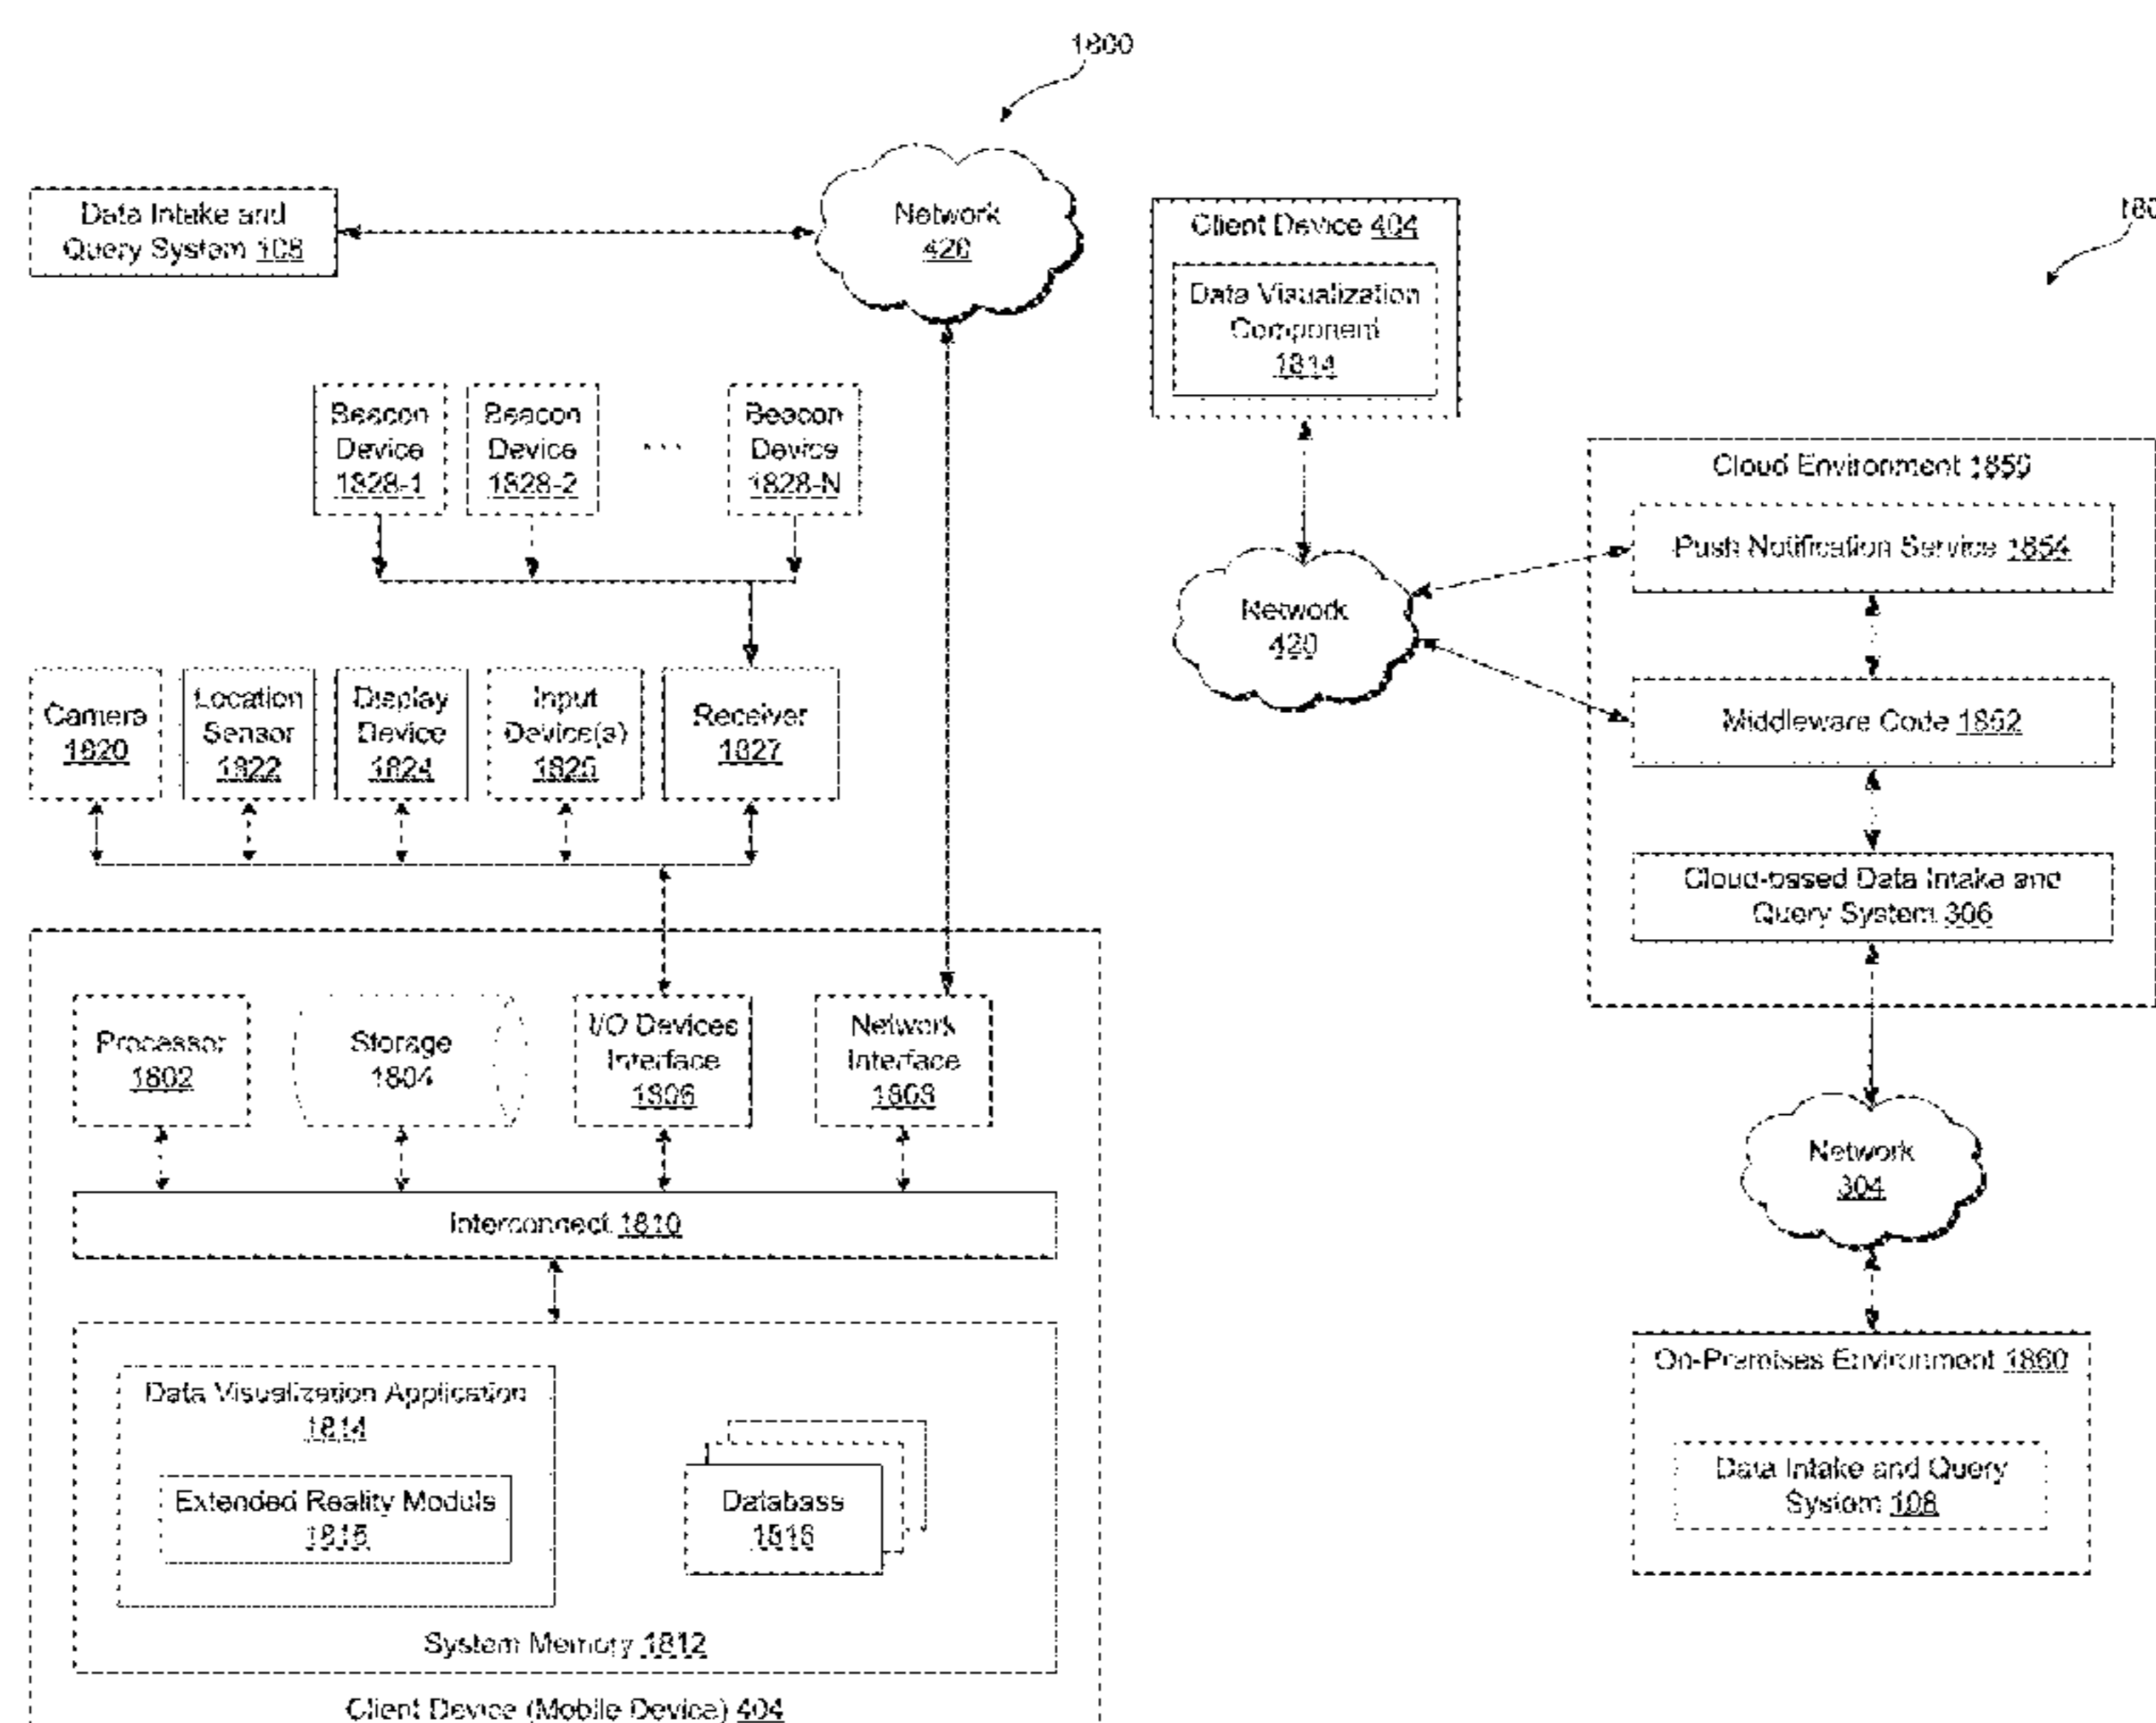 1800
Data Intake and
Query System 108
Network
420
Beacon
Device
1828-1
Beacon
Device
1828-2
...
Beacon
Device
1828-N
Camera
1820
Location
Sensor
1822
Display
Device
1824
Input
Device(s)
1825
Receiver
1827
Processor
1802
Storage
1804
I/O Devices
Interface
1806
Network
Interface
1808
Interconnect 1810
Data Visualization Application
1814
Extended Reality Module
Database
System Memory 1812
Client Device (Mobile Device) 404
180
Client Device 404
Data Visualization
Component
1814
Network
420
Cloud Environment
Push Notification Service 1854
Middleware Code
Cloud-based Data Intake and
Query System 306
Network
304
On-Premises Environment 1860
Data Intake and Query
System 108